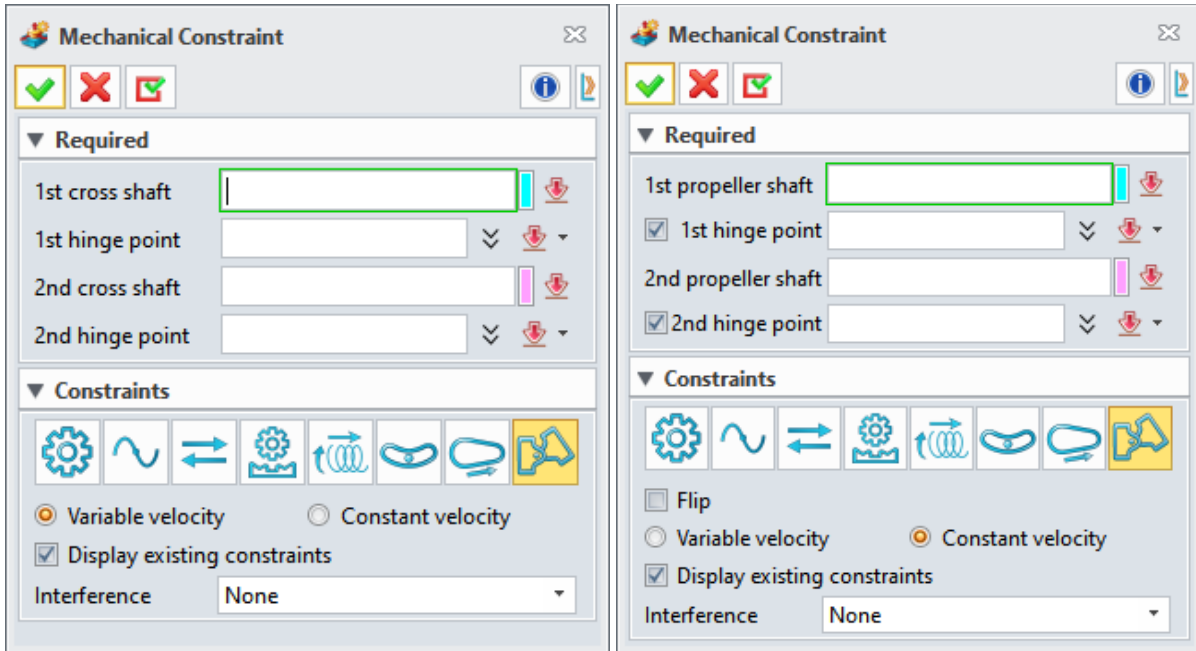 Mechanical Constraint
Required
1st cross shaft
1st hinge point
2nd cross shaft
2nd hinge point
Constraints
Variable velocity
Constant velocity
Display existing constraints
Interference
None
Mechanical Constraint
Required
1st propeller shaft
1st hinge point
2nd propeller shaft
2nd hinge point
Constraints
Flip
Variable velocity
Constant velocity
Display existing constraints
Interference
None